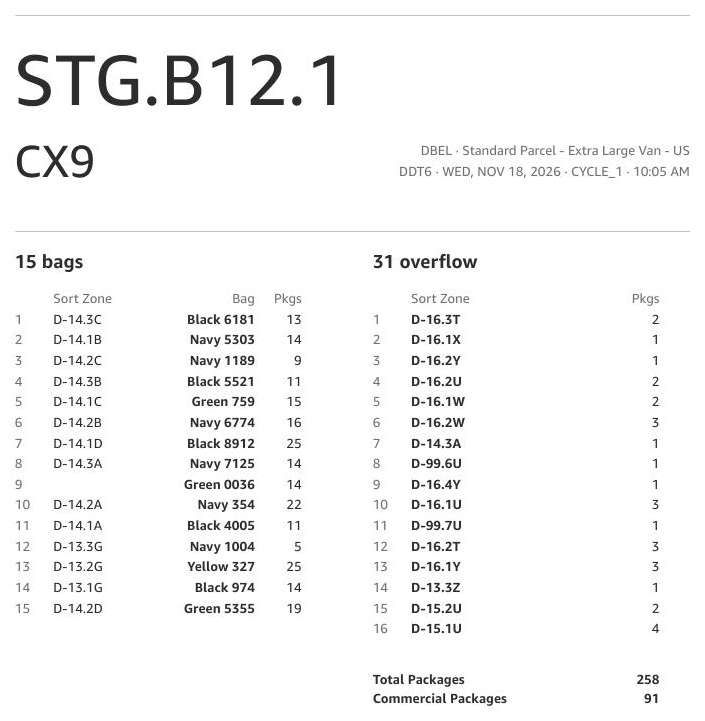 STG.B12.1
CX9
DBEL · Standard Parcel - Extra Large Van - US
DDT6 · WED, NOV 18, 2026 · CYCLE_1 · 10:05 AM
15 bags
Sort Zone Bag Pkgs
1 D-14.3C Black 6181 13
2 D-14.1B Navy 5303 14
3 D-14.2C Navy 1189 9
4 D-14.3B Black 5521 11
5 D-14.1C Green 759 15
6 D-14.2B Navy 6774 16
7 D-14.1D Black 8912 25
8 D-14.3A Navy 7125 14
9 Green 0036 14
10 D-14.2A Navy 354 22
11 D-14.1A Black 4005 11
12 D-13.3G Navy 1004 5
13 D-13.2G Yellow 327 25
14 D-13.1G Black 974 14
15 D-14.2D Green 5355 19
31 overflow
Sort Zone Pkgs
1 D-16.3T 2
2 D-16.1X 1
3 D-16.2Y 1
4 D-16.2U 2
5 D-16.1W 2
6 D-16.2W 3
7 D-14.3A 1
8 D-99.6U 1
9 D-16.4Y 1
10 D-16.1U 3
11 D-99.7U 1
12 D-16.2T 3
13 D-16.1Y 3
14 D-13.3Z 1
15 D-15.2U 2
16 D-15.1U 4
Total Packages 258
Commercial Packages 91